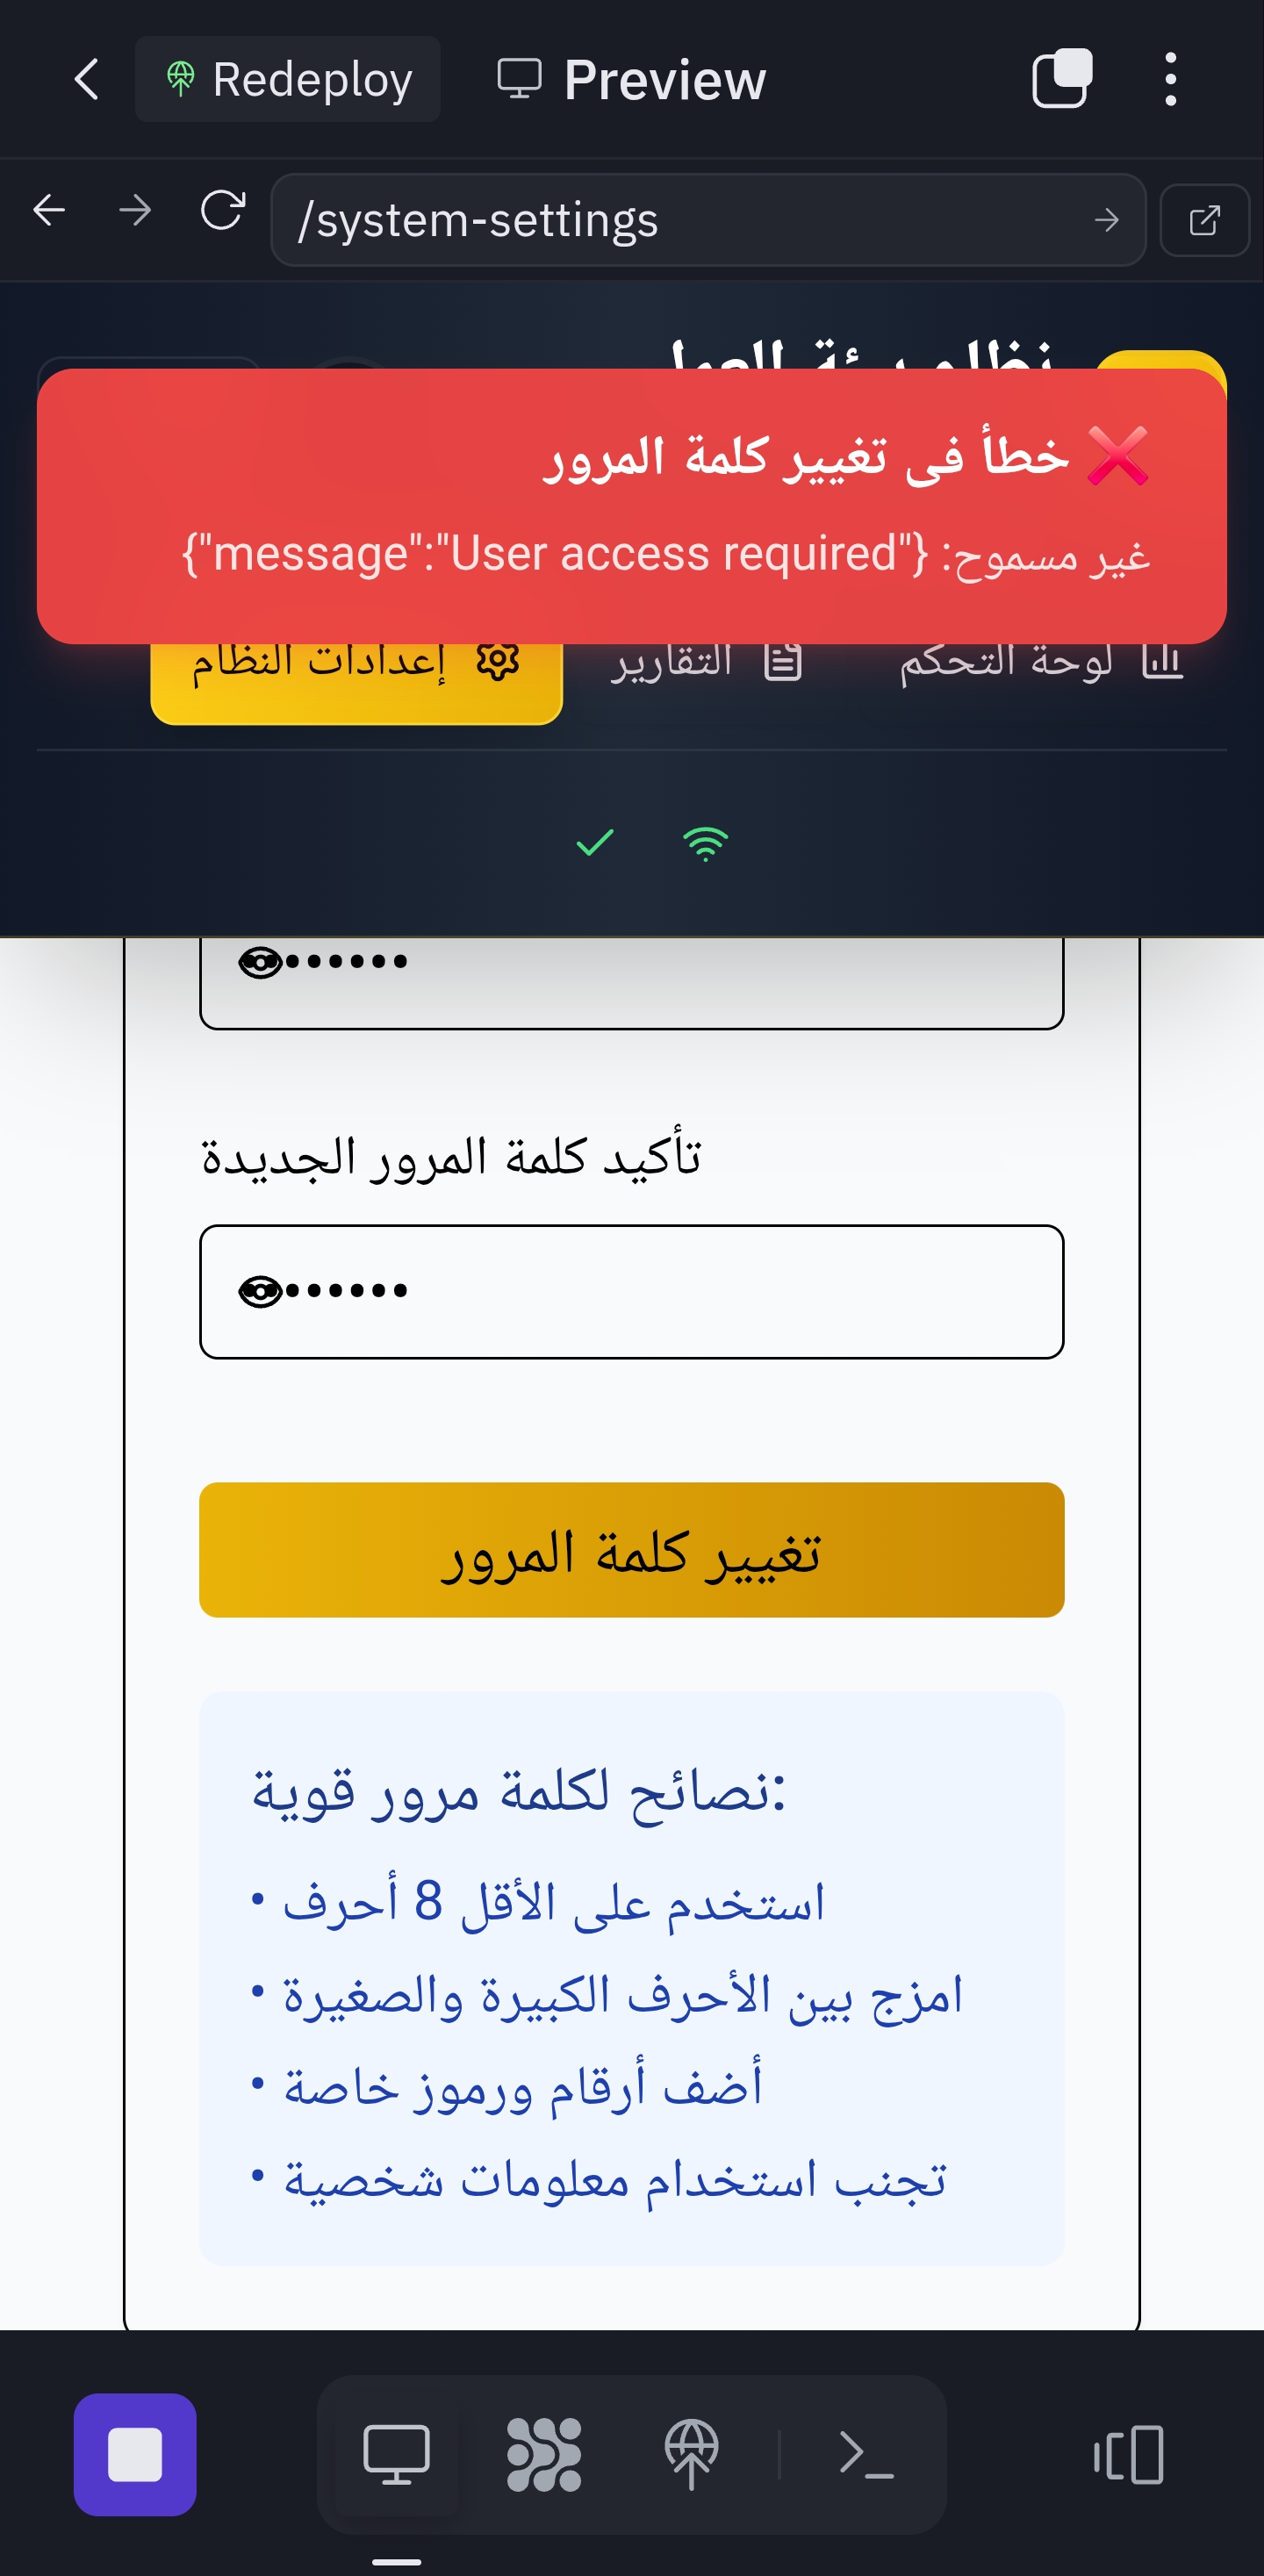 Redeploy
Preview
/system-settings
❌ خطأ في تغيير كلمة المرور
غير مسموح: {"message":"User access required"}
لوحة التحكم
التقارير
إعدادات النظام
تأكيد كلمة المرور الجديدة
تغيير كلمة المرور
نصائح لكلمة مرور قوية:
• استخدم على الأقل 8 أحرف
• امزج بين الأحرف الكبيرة والصغيرة
• أضف أرقام ورموز خاصة
• تجنب استخدام معلومات شخصية